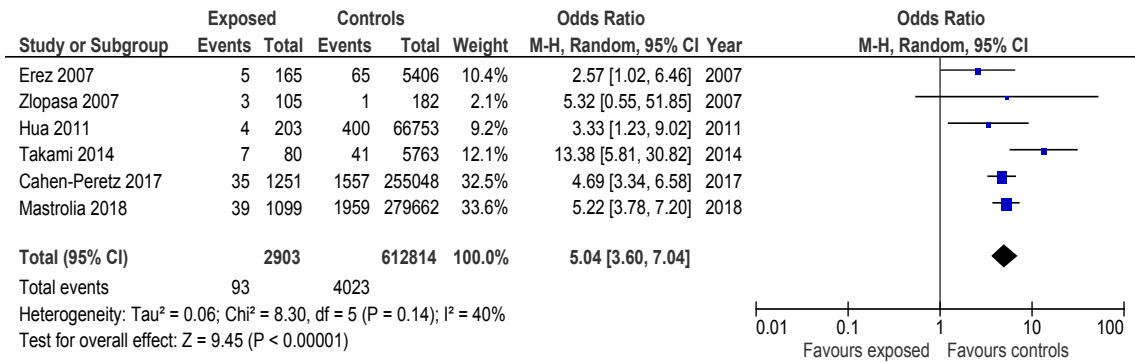 Exposed Controls Odds Ratio Odds Ratio
Study or Subgroup Events Total Events Total Weight M-H, Random, 95% CI Year M-H, Random, 95% CI
Erez 2007 5 165 65 5406 10.4% 2.57 [1.02, 6.46] 2007
Zlopasa 2007 3 105 1 182 2.1% 5.32 [0.55, 51.85] 2007
Hua 2011 4 203 400 66753 9.2% 3.33 [1.23, 9.02] 2011
Takami 2014 7 80 41 5763 12.1% 13.38 [5.81, 30.82] 2014
Cahen-Peretz 2017 35 1251 1557 255048 32.5% 4.69 [3.34, 6.58] 2017
Mastrolia 2018 39 1099 1959 279662 33.6% 5.22 [3.78, 7.20] 2018
Total (95% CI) 2903 612814 100.0% 5.04 [3.60, 7.04]
Total events 93 4023
Heterogeneity: Tau² = 0.06; Chi² = 8.30, df = 5 (P = 0.14); I² = 40%
Test for overall effect: Z = 9.45 (P < 0.00001)
0.01 0.1 1 10 100
Favours exposed Favours controls